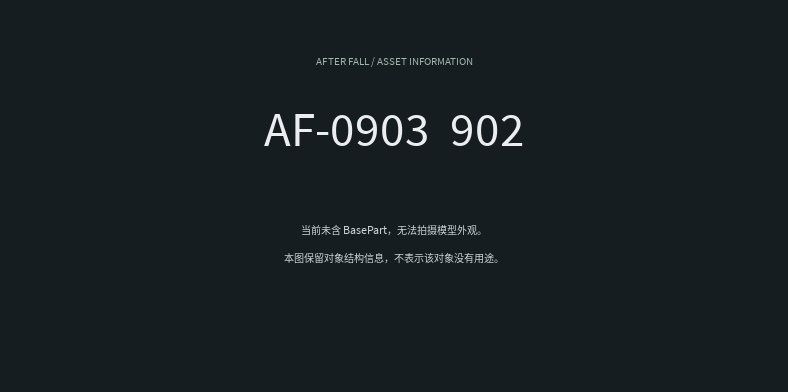 AFTER FALL / ASSET INFORMATION
AF-0903 902
当前未含 BasePart，无法拍摄模型外观。
本图保留对象结构信息，不表示该对象没有用途。